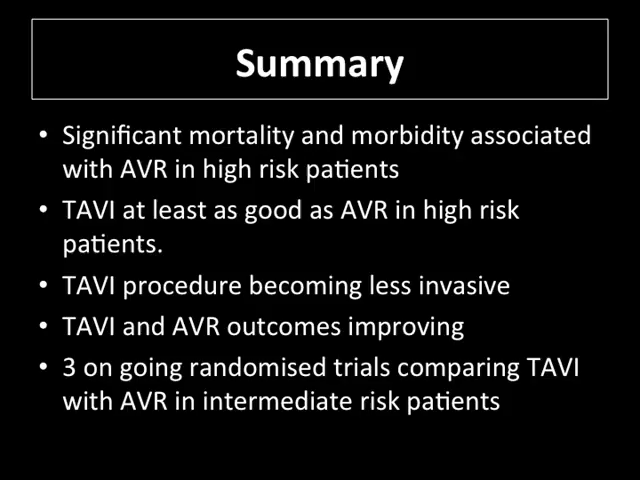 Summary
• Significant mortality and morbidity associated
with AVR in high risk patients
• TAVI at least as good as AVR in high risk
patients.
• TAVI procedure becoming less invasive
• TAVI and AVR outcomes improving
• 3 on going randomised trials comparing TAVI
with AVR in intermediate risk patients